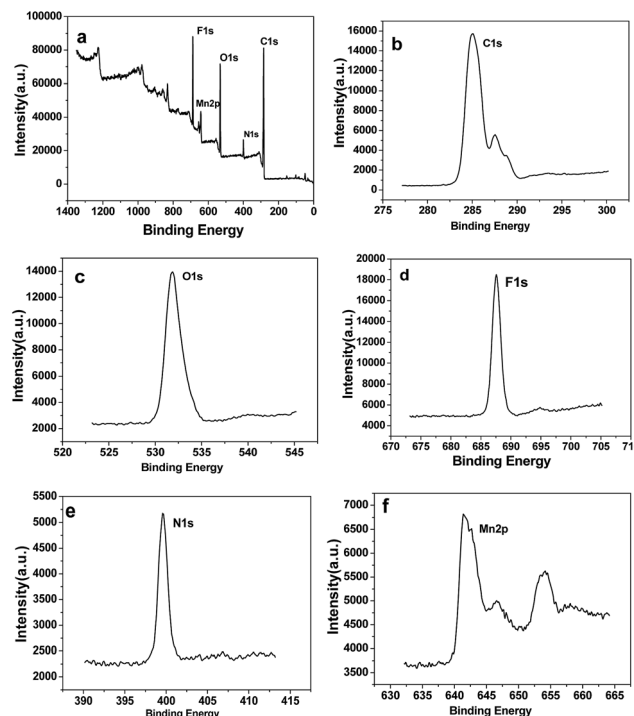 a
F1s
O1s
C1s
Mn2p
N1s
Intensity(a.u.)
100000
80000
60000
40000
20000
0
1400 1200 1000 800 600 400 200 0
Binding Energy
b
C1s
Intensity(a.u.)
16000
14000
12000
10000
8000
6000
4000
2000
0
275 280 285 290 295 300
Binding Energy
c
O1s
Intensity(a.u.)
14000
12000
10000
8000
6000
4000
2000
520 525 530 535 540 545
Binding Energy
d
F1s
Intensity(a.u.)
20000
18000
16000
14000
12000
10000
8000
6000
4000
670 675 680 685 690 695 700 705 71
Binding Energy
e
N1s
Intensity(a.u.)
5500
5000
4500
4000
3500
3000
2500
2000
390 395 400 405 410 415
Binding Energy
f
Mn2p
Intensity(a.u.)
7500
7000
6500
6000
5500
5000
4500
4000
3500
630 635 640 645 650 655 660 665
Binding Energy